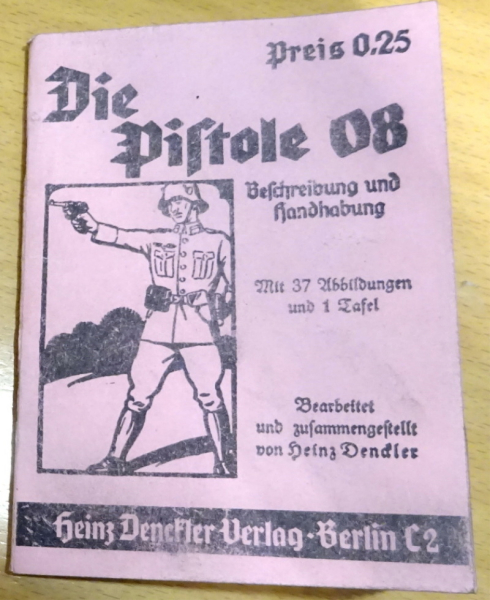 Preis 0.25
Die
Pistole 08
Beschreibung und
Handhabung
Mit 37 Abbildungen
und 1 Tafel
Bearbeitet
und zusammengestellt
von Heinz Denckler
Heinz Denckler-Verlag · Berlin C2